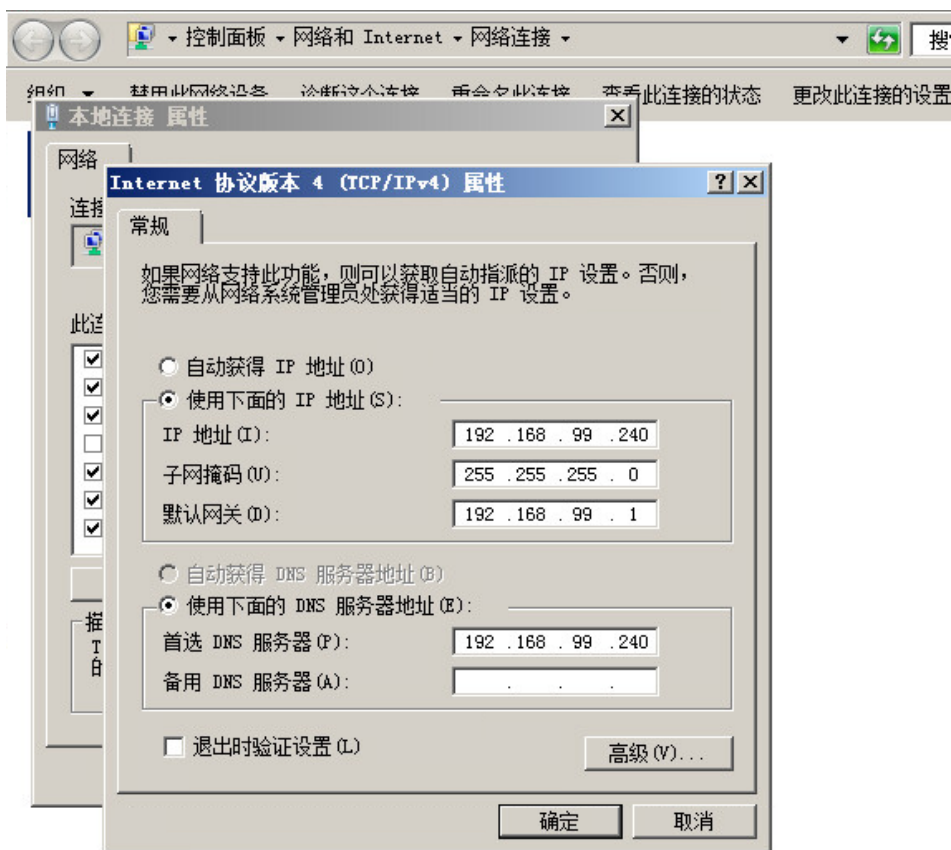 控制面板 网络和 Internet 网络连接
组织 禁用此网络设备 诊断这个连接 重命名此连接 查看此连接的状态 更改此连接的设置
本地连接 属性
网络
Internet 协议版本 4 (TCP/IPv4) 属性
连接
常规
如果网络支持此功能，则可以获取自动指派的 IP 设置。否则，
您需要从网络系统管理员处获得适当的 IP 设置。
此连
自动获得 IP 地址(O)
使用下面的 IP 地址(S):
IP 地址(I): 192 .168 . 99 .240
子网掩码(U): 255 .255 .255 . 0
默认网关(D): 192 .168 . 99 . 1
自动获得 DNS 服务器地址(B)
使用下面的 DNS 服务器地址(E):
首选 DNS 服务器(P): 192 .168 . 99 .240
备用 DNS 服务器(A): . . .
描
T
的
退出时验证设置(L)
高级(V)...
确定 取消